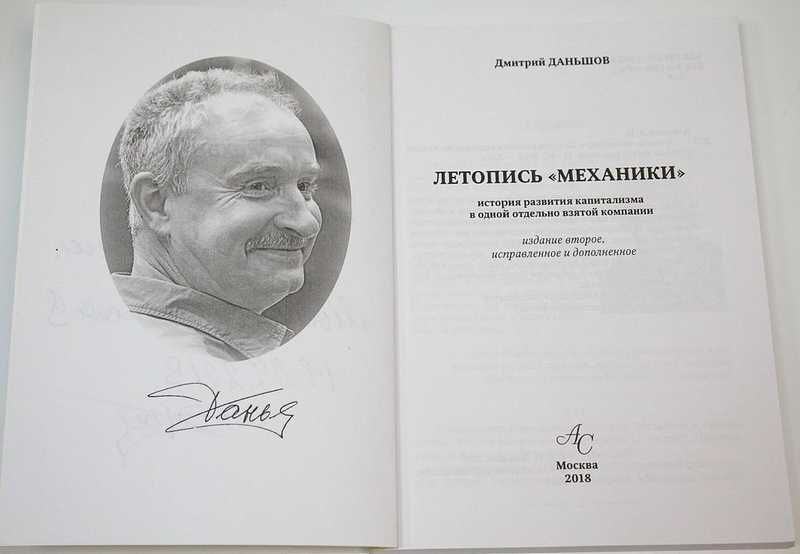 Дмитрий ДАНЬШОВ
ЛЕТОПИСЬ «МЕХАНИКИ»
история развития капитализма
в одной отдельно взятой компании
издание второе,
исправленное и дополненное
АС
Москва
2018